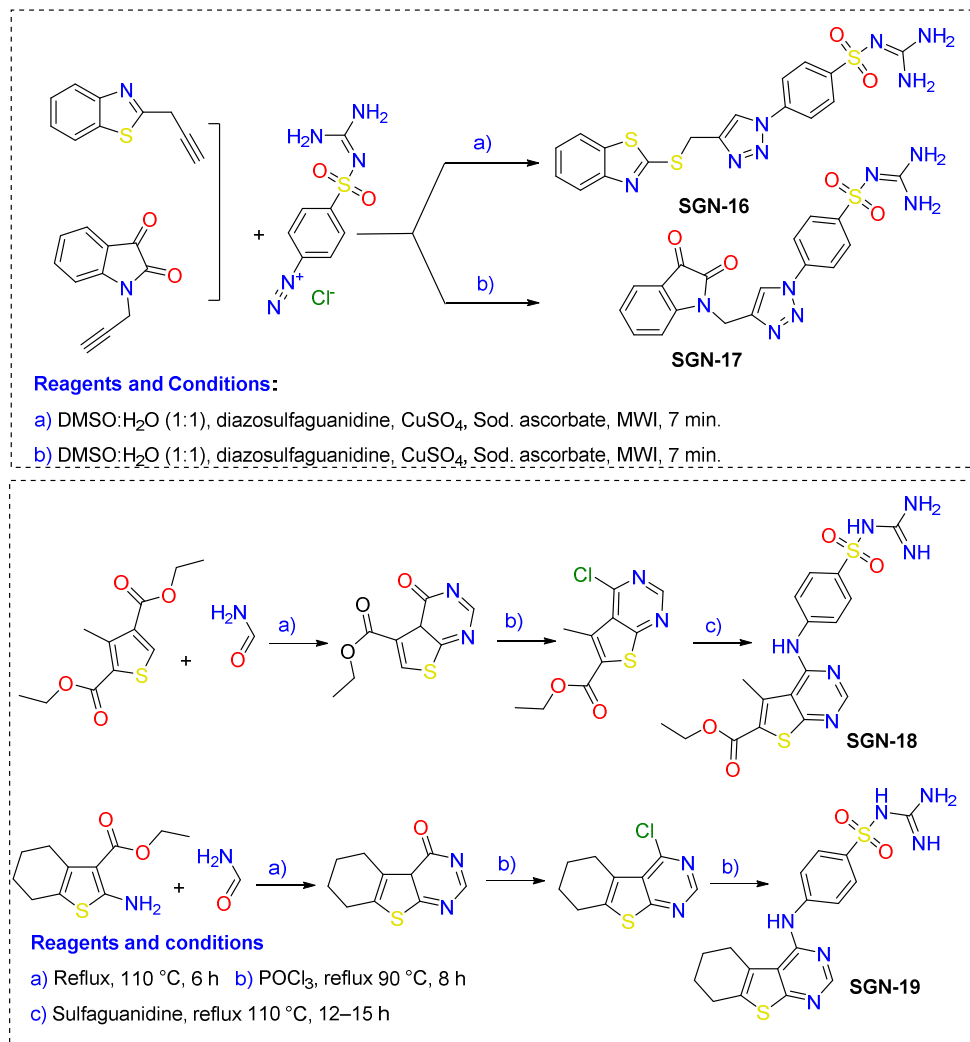 N
S
O
O
N
+
NH₂
H₂N
N
O
S
O
N⁺
N
Cl⁻
a)
b)
NH₂
N
NH₂
O
S
O
N
N
N
S
S
N
SGN-16
NH₂
N
NH₂
O
S
O
N
N
N
O
O
N
SGN-17
Reagents and Conditions:
a) DMSO:H₂O (1:1), diazosulfaguanidine, CuSO₄, Sod. ascorbate, MWI, 7 min.
b) DMSO:H₂O (1:1), diazosulfaguanidine, CuSO₄, Sod. ascorbate, MWI, 7 min.
O
O
O
O
S
+
H₂N
O
a)
O
N
N
O
O
S
b)
Cl
N
N
S
O
O
c)
NH₂
HN
NH
O
S
O
HN
N
N
S
O
O
SGN-18
O
O
NH₂
S
+
H₂N
O
a)
O
N
N
S
b)
Cl
N
N
S
b)
H
N
NH₂
NH
O
S
O
HN
N
N
S
SGN-19
Reagents and conditions
a) Reflux, 110 °C, 6 h b) POCl₃, reflux 90 °C, 8 h
c) Sulfaguanidine, reflux 110 °C, 12–15 h